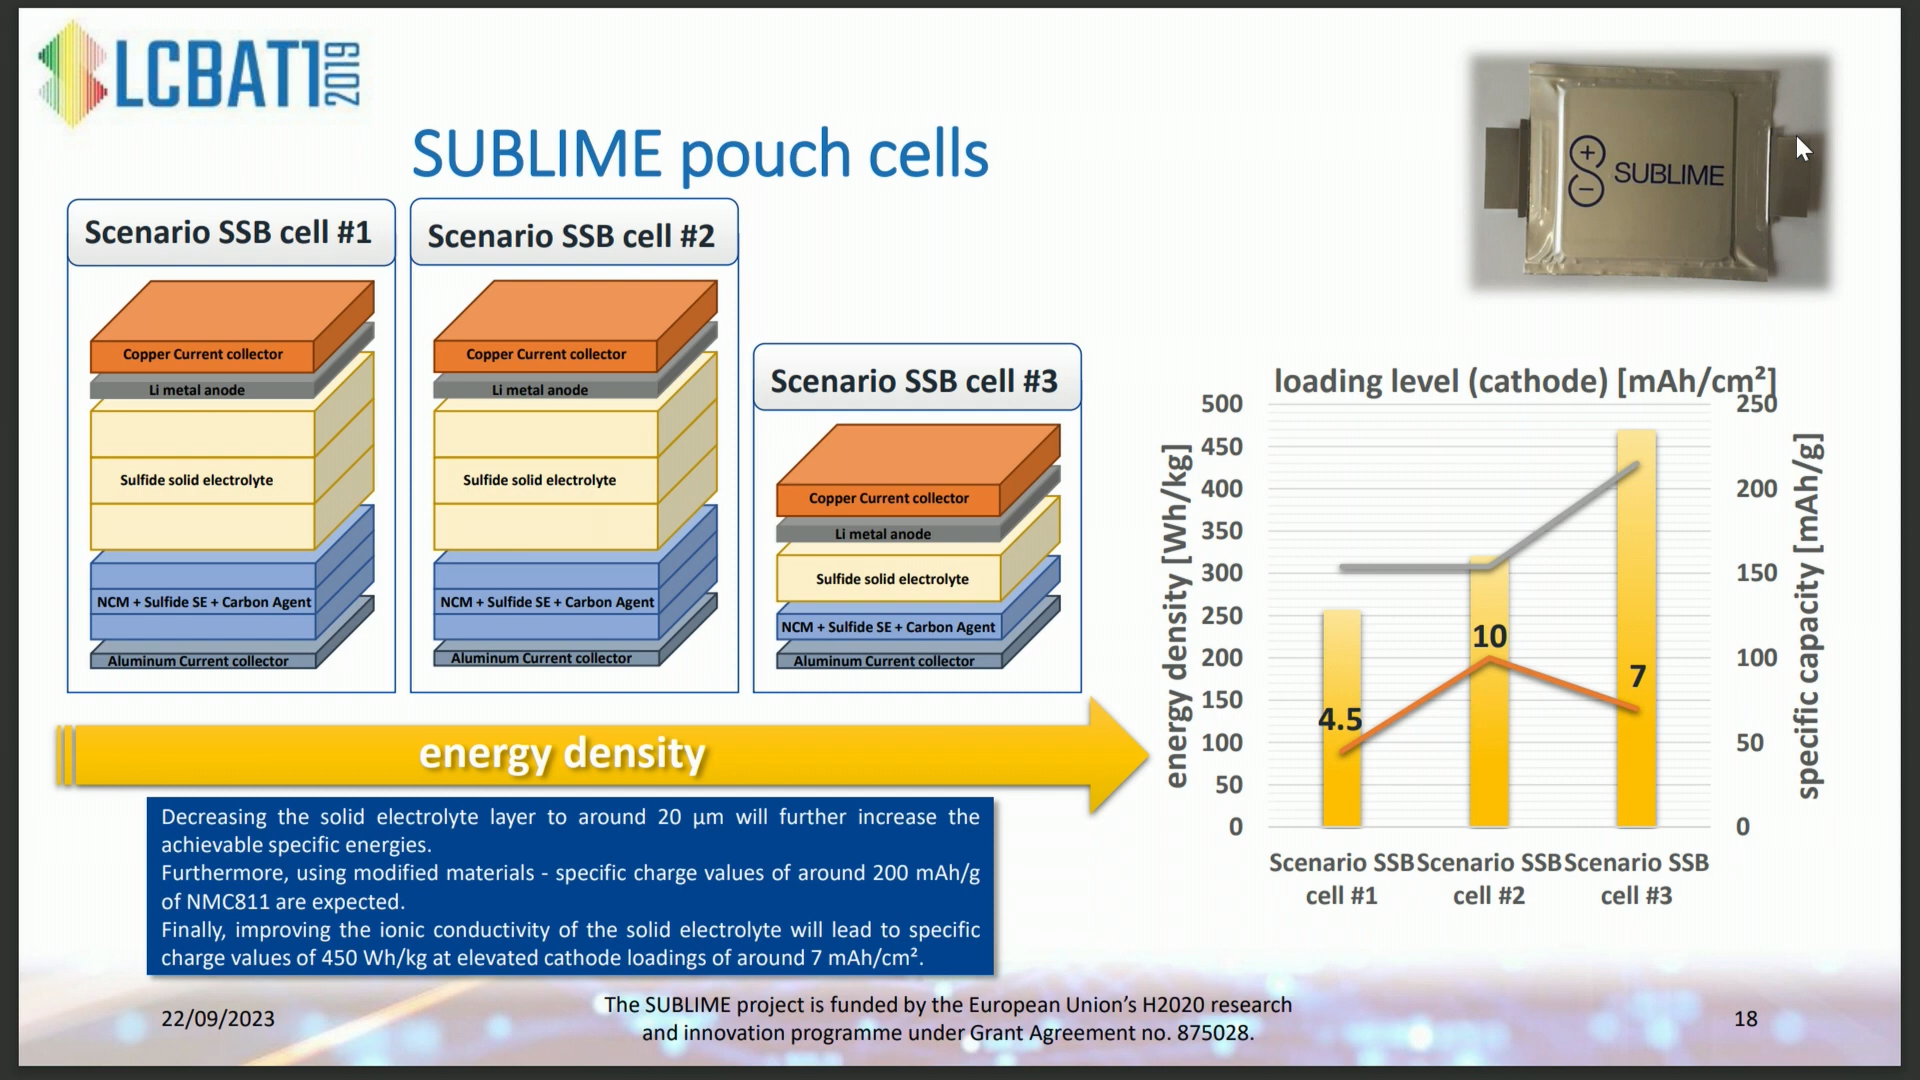 LCBAT1 2019
SUBLIME pouch cells
SUBLIME
Scenario SSB cell #1
Copper Current collector
Li metal anode
Sulfide solid electrolyte
NCM + Sulfide SE + Carbon Agent
Aluminum Current collector
Scenario SSB cell #2
Copper Current collector
Li metal anode
Sulfide solid electrolyte
NCM + Sulfide SE + Carbon Agent
Aluminum Current collector
Scenario SSB cell #3
Copper Current collector
Li metal anode
Sulfide solid electrolyte
NCM + Sulfide SE + Carbon Agent
Aluminum Current collector
energy density
Decreasing the solid electrolyte layer to around 20 µm will further increase the
achievable specific energies.
Furthermore, using modified materials - specific charge values of around 200 mAh/g
of NMC811 are expected.
Finally, improving the ionic conductivity of the solid electrolyte will lead to specific
charge values of 450 Wh/kg at elevated cathode loadings of around 7 mAh/cm².
loading level (cathode) [mAh/cm²]
energy density [Wh/kg]
500
450
400
350
300
250
200
150
100
50
0
4.5
10
7
250
200
150
100
50
0
specific capacity [mAh/g]
Scenario SSB
cell #1
Scenario SSB
cell #2
Scenario SSB
cell #3
22/09/2023
The SUBLIME project is funded by the European Union’s H2020 research
and innovation programme under Grant Agreement no. 875028.
18